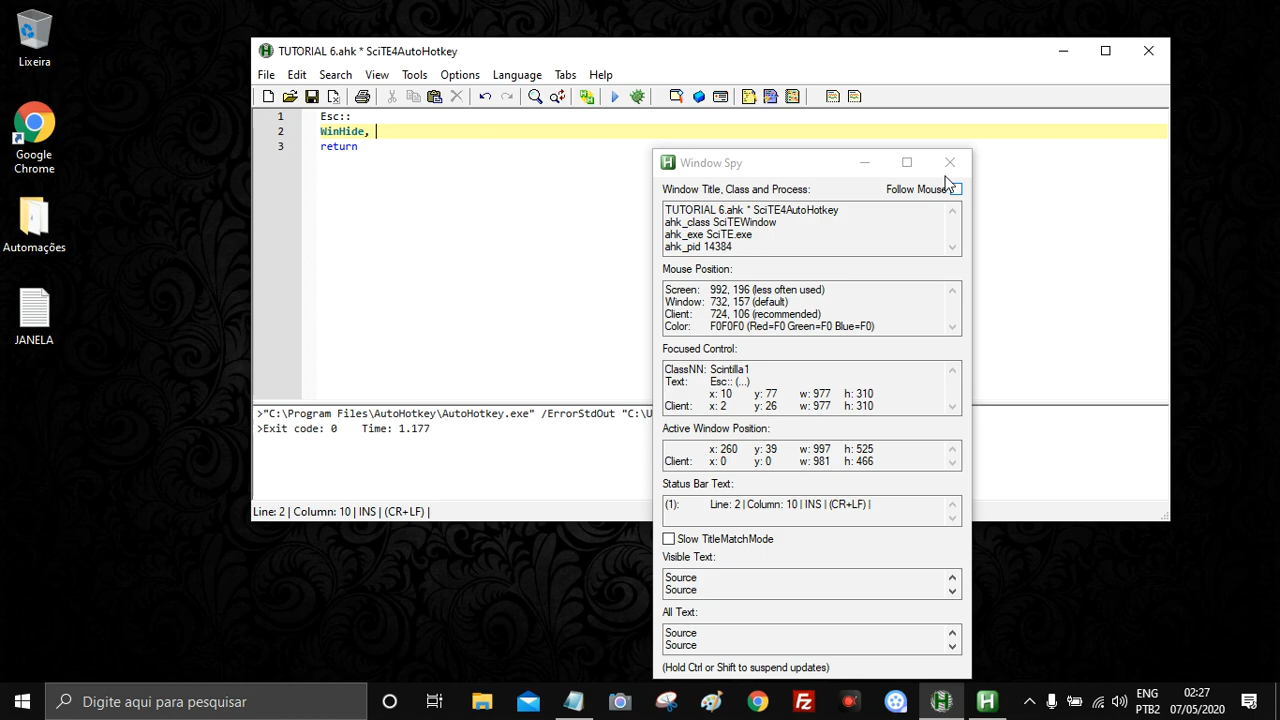 Lixeira
Google
Chrome
Automações
JANELA
TUTORIAL 6.ahk * SciTE4AutoHotkey
File Edit Search View Tools Options Language Tabs Help
1 Esc::
2 WinHide,
3 return
>"C:\Program Files\AutoHotkey\AutoHotkey.exe" /ErrorStdOut "C:\U
>Exit code: 0 Time: 1.177
Line: 2 | Column: 10 | INS | (CR+LF) |
Window Spy
Window Title, Class and Process: Follow Mouse
TUTORIAL 6.ahk * SciTE4AutoHotkey
ahk_class SciTEWindow
ahk_exe SciTE.exe
ahk_pid 14384
Mouse Position:
Screen: 992, 196 (less often used)
Window: 732, 157 (default)
Client: 724, 106 (recommended)
Color: F0F0F0 (Red=F0 Green=F0 Blue=F0)
Focused Control:
ClassNN: Scintilla1
Text: Esc:: (...)
x: 10 y: 77 w: 977 h: 310
Client: x: 2 y: 26 w: 977 h: 310
Active Window Position:
x: 260 y: 39 w: 997 h: 525
Client: x: 0 y: 0 w: 981 h: 466
Status Bar Text:
(1): Line: 2 | Column: 10 | INS | (CR+LF) |
Slow TitleMatchMode
Visible Text:
Source
Source
All Text:
Source
Source
(Hold Ctrl or Shift to suspend updates)
Digite aqui para pesquisar
ENG
PTB2
02:27
07/05/2020